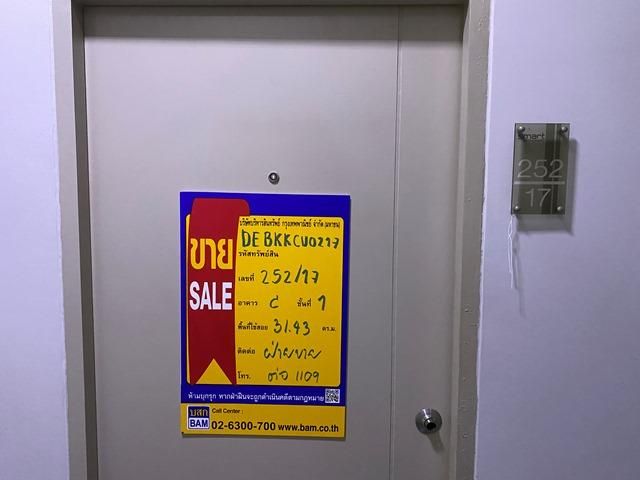 บริษัทบริหารสินทรัพย์ กรุงเทพพาณิชย์ จำกัด (มหาชน)
ขาย
SALE
DE BKKCU0217
รหัสทรัพย์สิน
เลขที่ 252/17
อาคาร C ชั้นที่ 1
พื้นที่ใช้สอย 31.43 ตร.ม.
ติดต่อ ฝ่ายขาย
โทร. ต่อ 1109
ห้ามบุกรุก หากฝ่าฝืนจะถูกดำเนินคดีตามกฎหมาย
บสก
BAM
Call Center :
02-6300-700 www.bam.co.th
smart
252
17